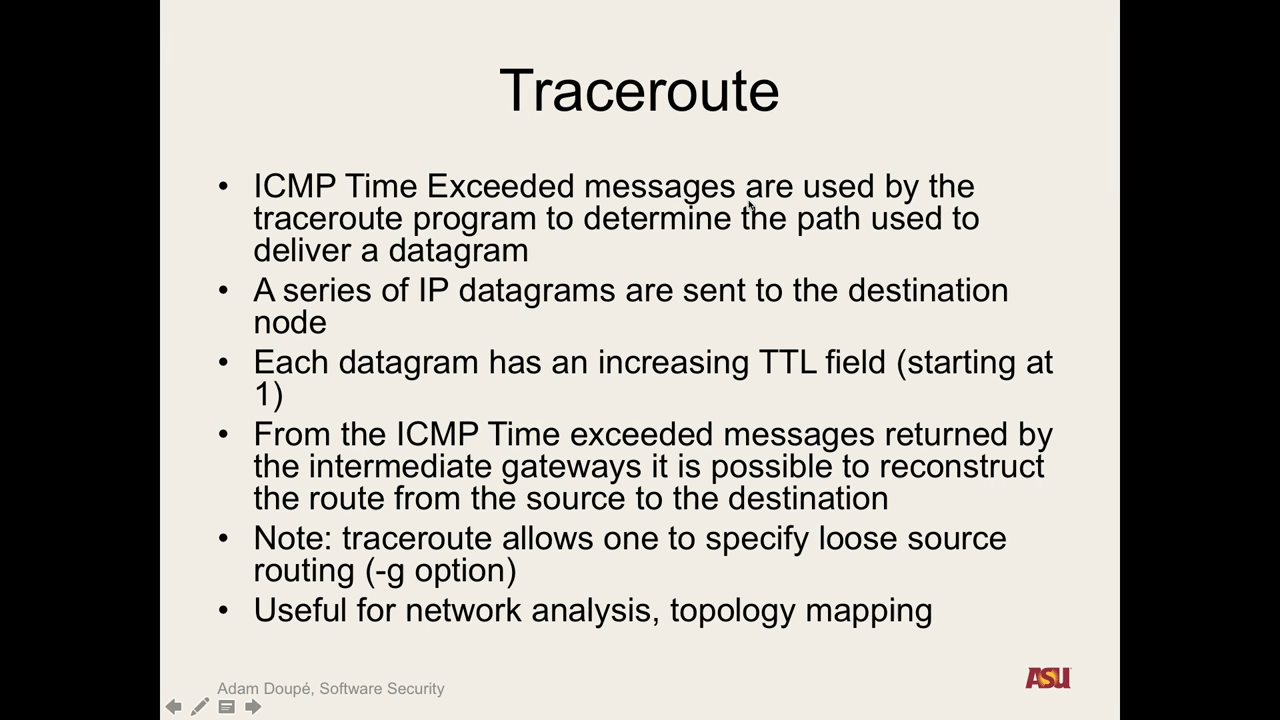 Traceroute
• ICMP Time Exceeded messages are used by the
traceroute program to determine the path used to
deliver a datagram
• A series of IP datagrams are sent to the destination
node
• Each datagram has an increasing TTL field (starting at
1)
• From the ICMP Time exceeded messages returned by
the intermediate gateways it is possible to reconstruct
the route from the source to the destination
• Note: traceroute allows one to specify loose source
routing (-g option)
• Useful for network analysis, topology mapping
Adam Doupé, Software Security
ASU